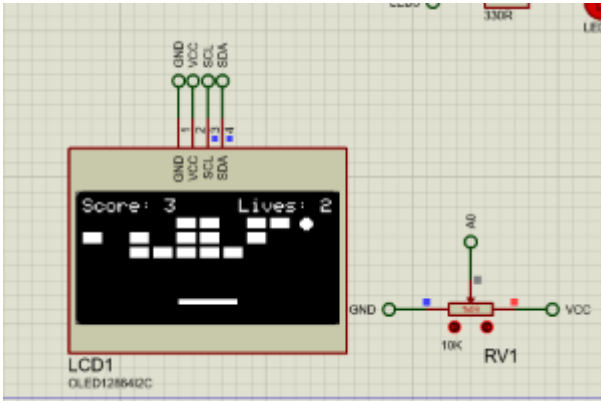 330R
GND VCC SCL SDA
1 2 3 4
GND VCC SCL SDA
Score: 3 Lives: 2
A0
GND
VCC
10K
RV1
LCD1
OLED12864I2C